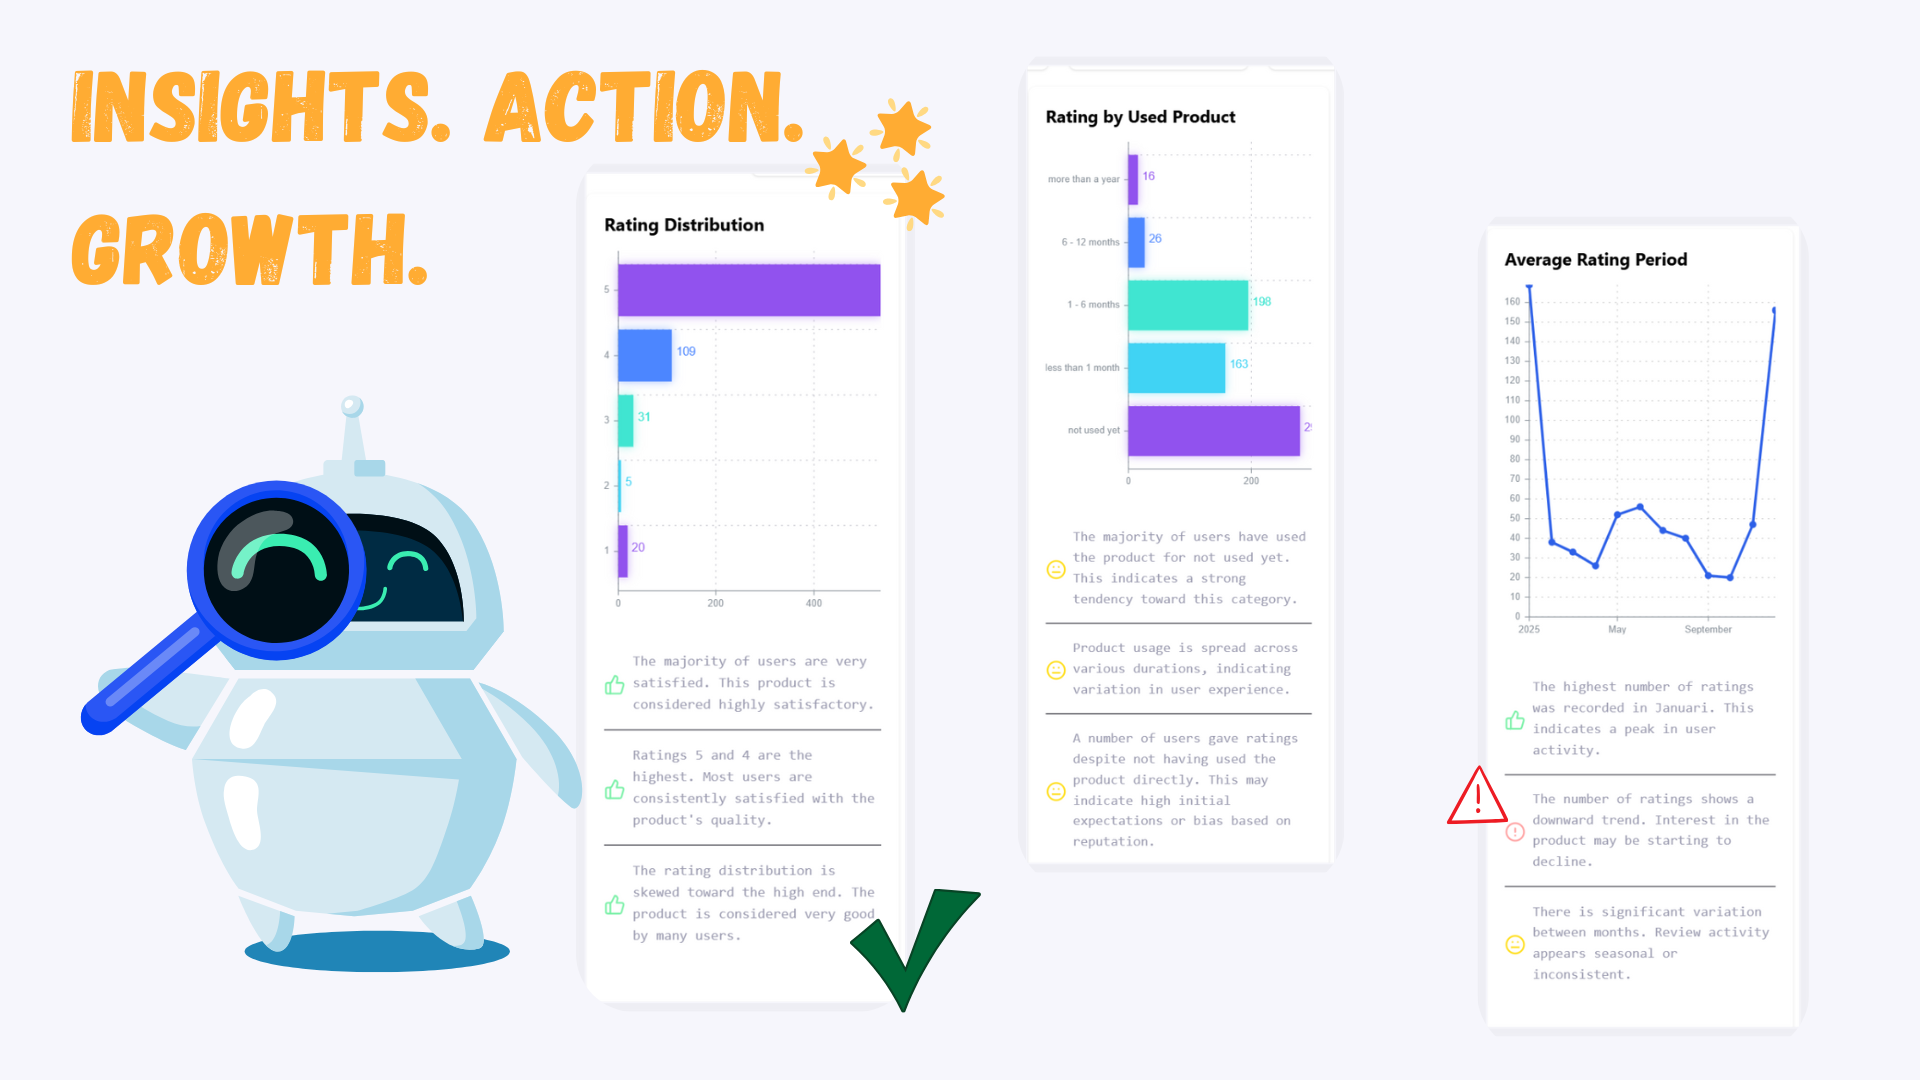 INSIGHTS. ACTION.
GROWTH.
Rating Distribution
5
4
109
3
31
2
5
1
20
0
200
400
The majority of users are very
satisfied. This product is
considered highly satisfactory.
Ratings 5 and 4 are the
highest. Most users are
consistently satisfied with the
product's quality.
The rating distribution is
skewed toward the high end. The
product is considered very good
by many users.
Rating by Used Product
more than a year
16
6 - 12 months
26
1 - 6 months
198
less than 1 month
163
not used yet
0
200
The majority of users have used
the product for not used yet.
This indicates a strong
tendency toward this category.
Product usage is spread across
various durations, indicating
variation in user experience.
A number of users gave ratings
despite not having used the
product directly. This may
indicate high initial
expectations or bias based on
reputation.
Average Rating Period
160
150
140
130
120
110
100
90
80
70
60
50
40
30
20
10
0
2025
May
September
The highest number of ratings
was recorded in Januari. This
indicates a peak in user
activity.
The number of ratings shows a
downward trend. Interest in the
product may be starting to
decline.
There is significant variation
between months. Review activity
appears seasonal or
inconsistent.